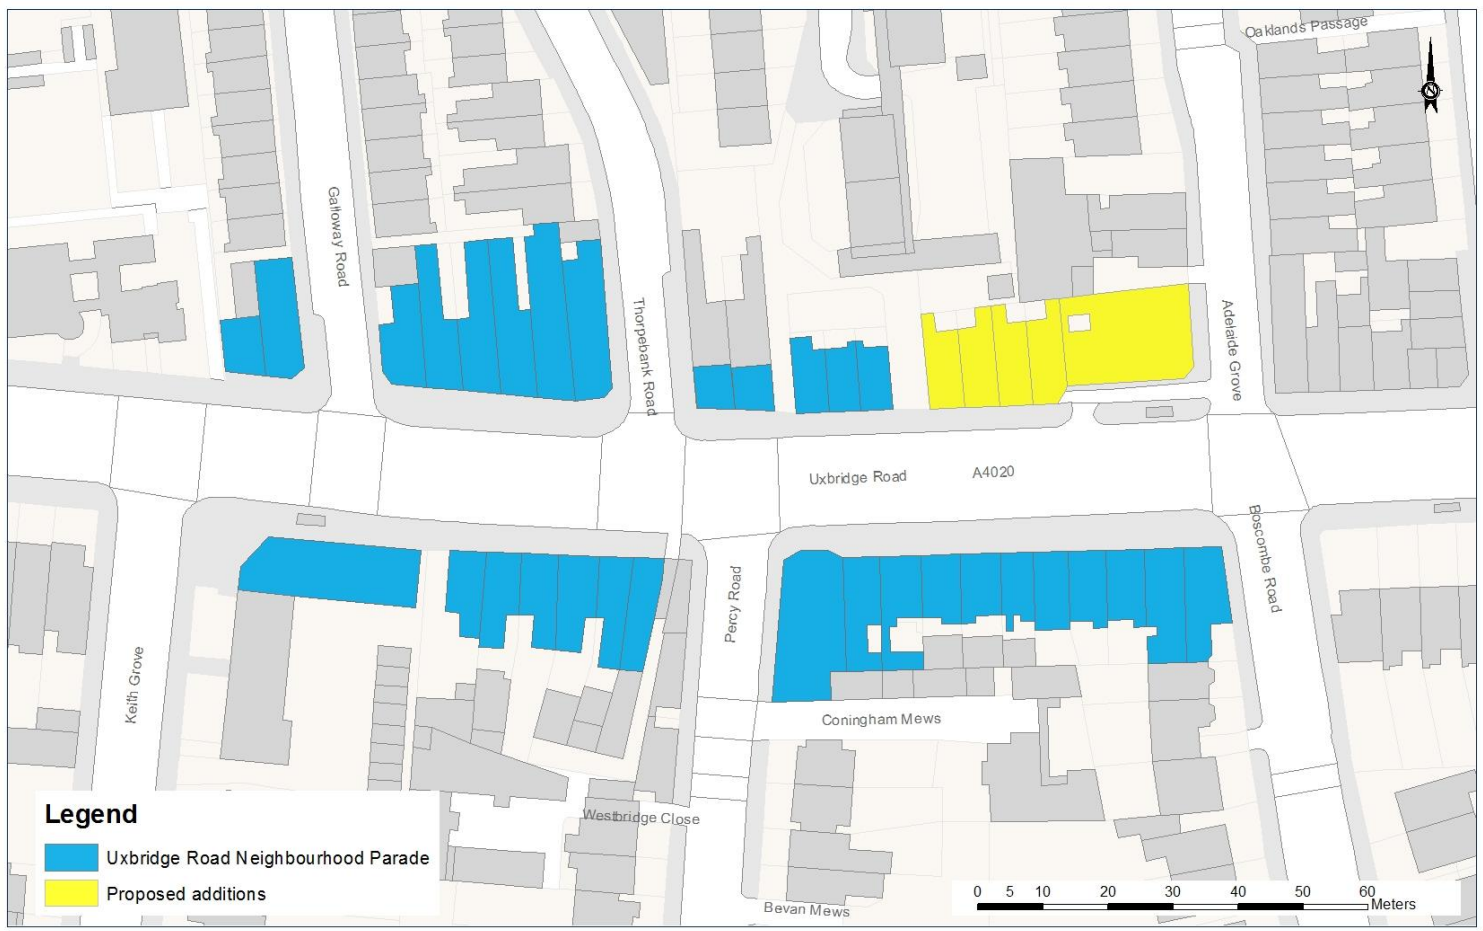 Oaklands Passage
Galloway Road
Thorpebank Road
Adelaide Grove
Uxbridge Road A4020
Boscombe Road
Percy Road
Keith Grove
Coningham Mews
Westbridge Close
Bevan Mews
Legend
Uxbridge Road Neighbourhood Parade
Proposed additions
0 5 10 20 30 40 50 60
Meters